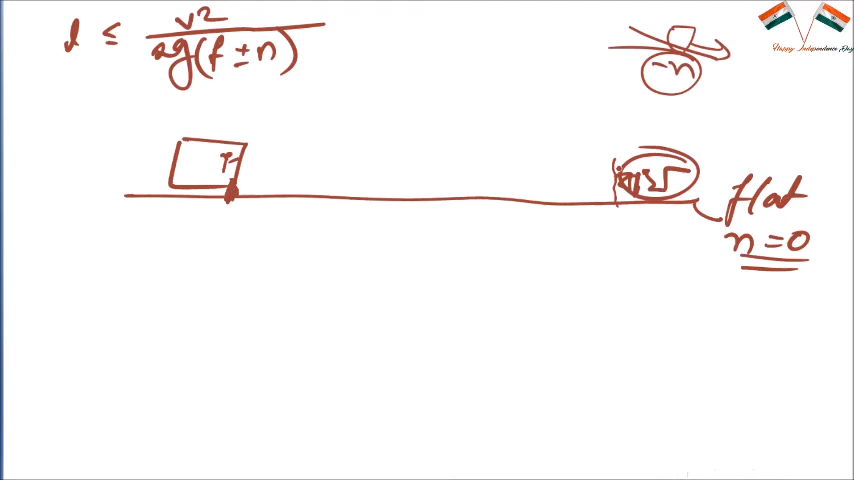 l ≤ v² / 2g(f ± n)
-n
Happy Independence Day
flat
n = 0